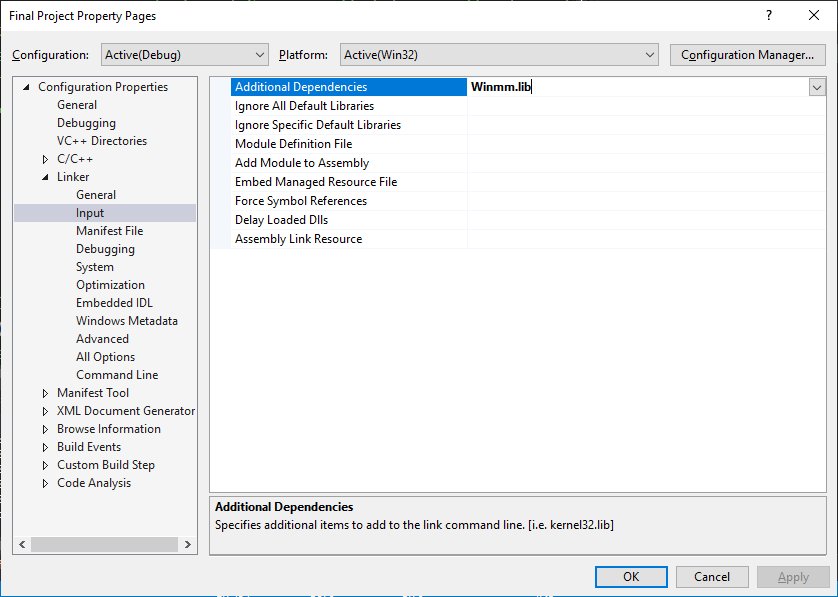 Final Project Property Pages
?
Configuration: Active(Debug) Platform: Active(Win32) Configuration Manager...
Configuration Properties
General
Debugging
VC++ Directories
C/C++
Linker
General
Input
Manifest File
Debugging
System
Optimization
Embedded IDL
Windows Metadata
Advanced
All Options
Command Line
Manifest Tool
XML Document Generator
Browse Information
Build Events
Custom Build Step
Code Analysis
Additional Dependencies Winmm.lib
Ignore All Default Libraries
Ignore Specific Default Libraries
Module Definition File
Add Module to Assembly
Embed Managed Resource File
Force Symbol References
Delay Loaded Dlls
Assembly Link Resource
Additional Dependencies
Specifies additional items to add to the link command line. [i.e. kernel32.lib]
OK Cancel Apply